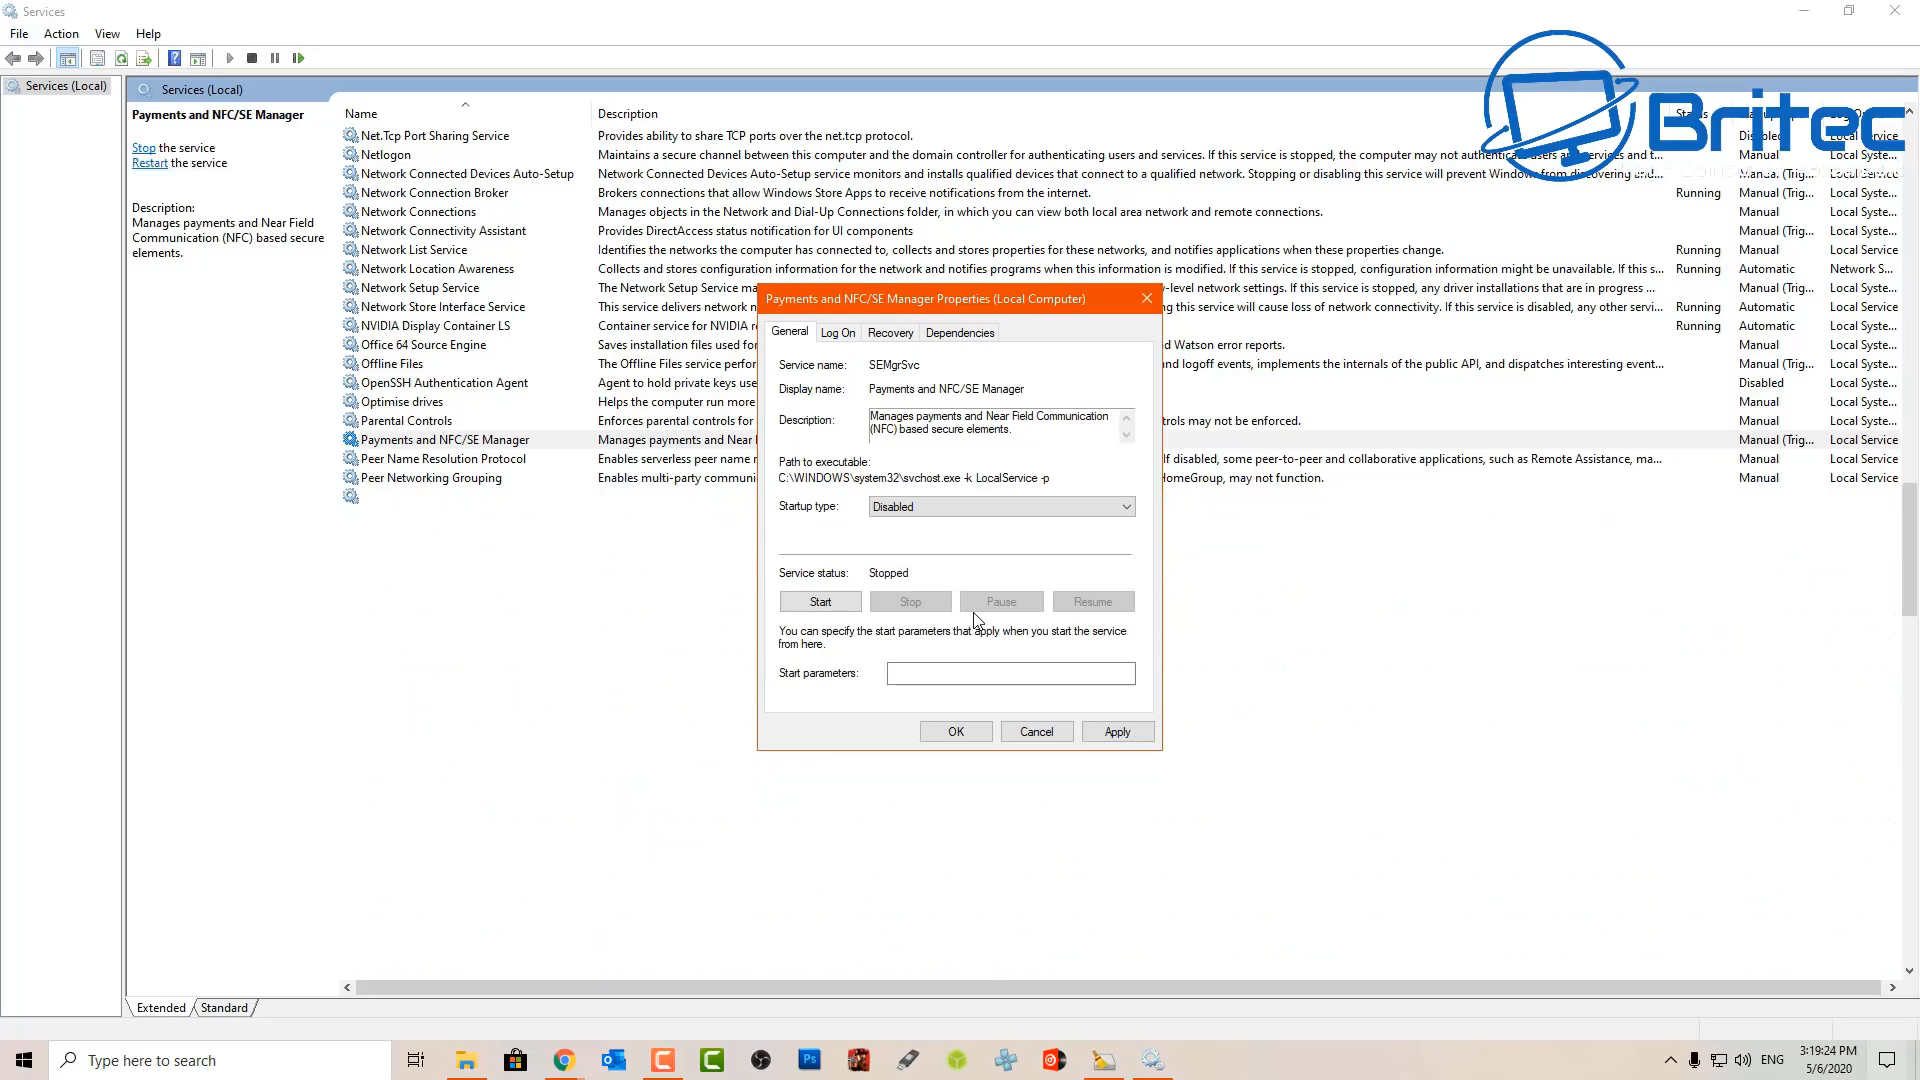 Services
File Action View Help
Services (Local)
Services (Local)
Payments and NFC/SE Manager
Stop the service
Restart the service
Description:
Manages payments and Near Field
Communication (NFC) based secure
elements.
Name Description
Net.Tcp Port Sharing Service Provides ability to share TCP ports over the net.tcp protocol. Disabled Local Service
Netlogon Maintains a secure channel between this computer and the domain controller for authenticating users and services. If this service is stopped, the computer may not authenticate users and services and t... Manual Local Syste...
Network Connected Devices Auto-Setup Network Connected Devices Auto-Setup service monitors and installs qualified devices that connect to a qualified network. Stopping or disabling this service will prevent Windows from discovering and... Manual (Trig... Local Syste...
Network Connection Broker Brokers connections that allow Windows Store Apps to receive notifications from the internet. Running Manual (Trig... Local Syste...
Network Connections Manages objects in the Network and Dial-Up Connections folder, in which you can view both local area network and remote connections. Manual Local Syste...
Network Connectivity Assistant Provides DirectAccess status notification for UI components Manual (Trig... Local Syste...
Network List Service Identifies the networks the computer has connected to, collects and stores properties for these networks, and notifies applications when these properties change. Running Manual Local Service
Network Location Awareness Collects and stores configuration information for the network and notifies programs when this information is modified. If this service is stopped, configuration information might be unavailable. If this s... Running Automatic Network S...
Network Setup Service The Network Setup Service ma -level network settings. If this service is stopped, any driver installations that are in progress ... Manual (Trig... Local Syste...
Network Store Interface Service This service delivers network n ing this service will cause loss of network connectivity. If this service is disabled, any other servi... Running Automatic Local Service
NVIDIA Display Container LS Container service for NVIDIA r Running Automatic Local Syste...
Office 64 Source Engine Saves installation files used for Watson error reports. Manual Local Syste...
Offline Files The Offline Files service perfor and logoff events, implements the internals of the public API, and dispatches interesting event... Manual (Trig... Local Syste...
OpenSSH Authentication Agent Agent to hold private keys use Disabled Local Syste...
Optimise drives Helps the computer run more Manual Local Syste...
Parental Controls Enforces parental controls for ntrols may not be enforced. Manual Local Syste...
Payments and NFC/SE Manager Manages payments and Near Manual (Trig... Local Service
Peer Name Resolution Protocol Enables serverless peer name r If disabled, some peer-to-peer and collaborative applications, such as Remote Assistance, ma... Manual Local Service
Peer Networking Grouping Enables multi-party communi HomeGroup, may not function. Manual Local Service
Britec
Payments and NFC/SE Manager Properties (Local Computer)
General Log On Recovery Dependencies
Service name: SEMgrSvc
Display name: Payments and NFC/SE Manager
Description: Manages payments and Near Field Communication
(NFC) based secure elements.
Path to executable:
C:\WINDOWS\system32\svchost.exe -k LocalService -p
Startup type: Disabled
Service status: Stopped
Start Stop Pause Resume
You can specify the start parameters that apply when you start the service
from here.
Start parameters:
OK Cancel Apply
Extended Standard
Type here to search
Ps
ENG
3:19:24 PM
5/6/2020